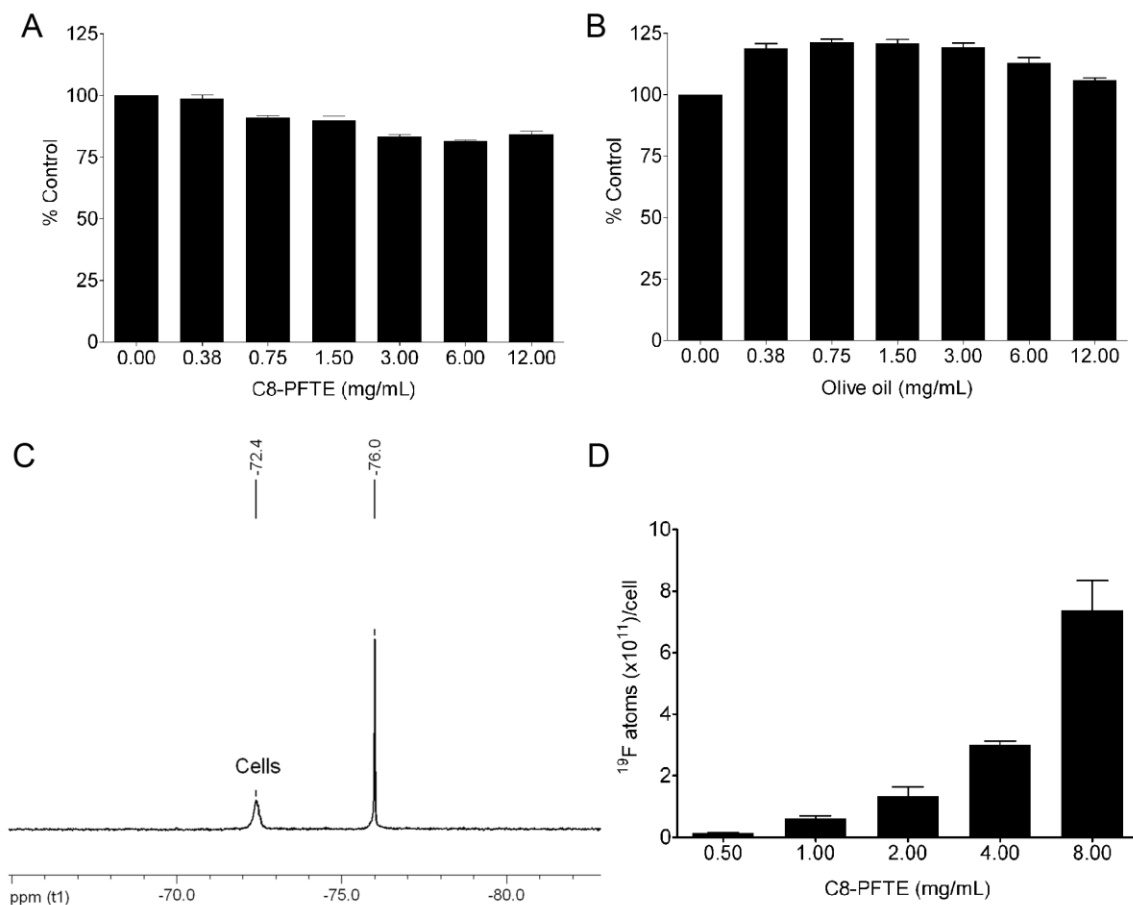 A
% Control
125
100
75
50
25
0
0.00 0.38 0.75 1.50 3.00 6.00 12.00
C8-PFTE (mg/mL)
B
% Control
125
100
75
50
25
0
0.00 0.38 0.75 1.50 3.00 6.00 12.00
Olive oil (mg/mL)
C
-72.4
-76.0
Cells
-70.0 -75.0 -80.0
ppm (t1)
D
¹⁹F atoms (x10¹¹)/cell
10
8
6
4
2
0
0.50 1.00 2.00 4.00 8.00
C8-PFTE (mg/mL)